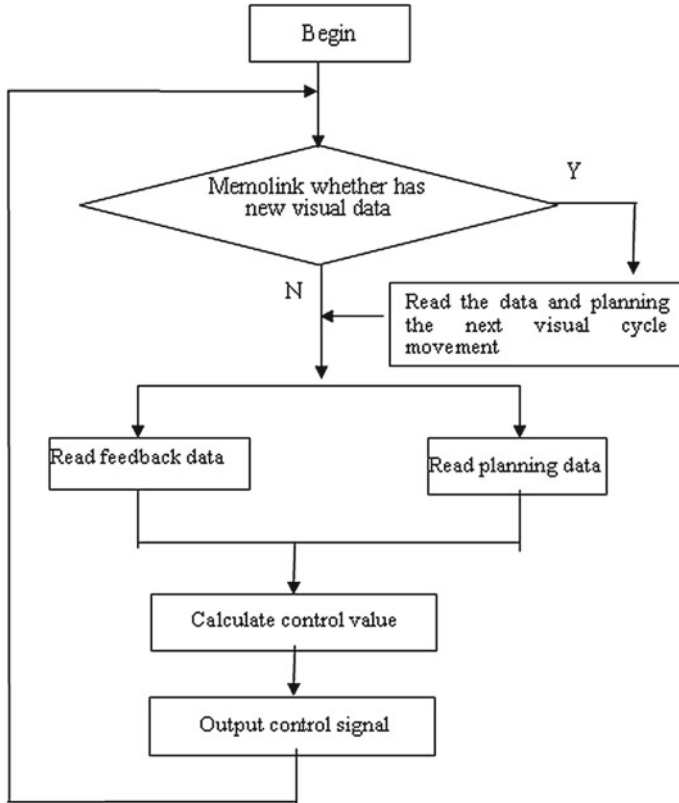 Begin
Memolink whether has
new visual data
Y
N
Read the data and planning
the next visual cycle
movement
Read feedback data
Read planning data
Calculate control value
Output control signal